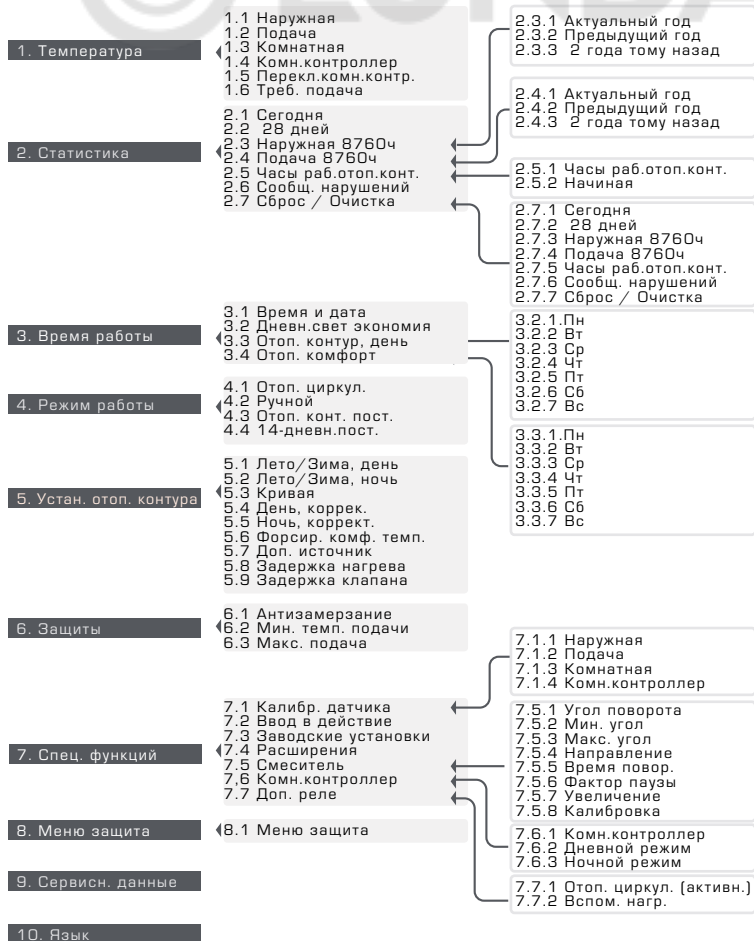 1. Температура
1.1 Наружная
1.2 Подача
1.3 Комнатная
1.4 Комн.контроллер
1.5 Перекл.комн.контр.
1.6 Треб. подача
2. Статистика
2.1 Сегодня
2.2 28 дней
2.3 Наружная 8760ч
2.4 Подача 8760ч
2.5 Часы раб.отоп.конт.
2.6 Сообщ. нарушений
2.7 Сброс / Очистка
2.3.1 Актуальный год
2.3.2 Предыдущий год
2.3.3 2 года тому назад
2.4.1 Актуальный год
2.4.2 Предыдущий год
2.4.3 2 года тому назад
2.5.1 Часы раб.отоп.конт.
2.5.2 Начиная
2.7.1 Сегодня
2.7.2 28 дней
2.7.3 Наружная 8760ч
2.7.4 Подача 8760ч
2.7.5 Часы раб.отоп.конт.
2.7.6 Сообщ. нарушений
2.7.7 Сброс / Очистка
3. Время работы
3.1 Время и дата
3.2 Дневн.свет экономия
3.3 Отоп. контур, день
3.4 Отоп. комфорт
3.2.1.Пн
3.2.2 Вт
3.2.3 Ср
3.2.4 Чт
3.2.5 Пт
3.2.6 Сб
3.2.7 Вс
3.3.1.Пн
3.3.2 Вт
3.3.3 Ср
3.3.4 Чт
3.3.5 Пт
3.3.6 Сб
3.3.7 Вс
4. Режим работы
4.1 Отоп. циркул.
4.2 Ручной
4.3 Отоп. конт. пост.
4.4 14-дневн.пост.
5. Устан. отоп. контура
5.1 Лето/Зима, день
5.2 Лето/Зима, ночь
5.3 Кривая
5.4 День, коррек.
5.5 Ночь, коррект.
5.6 Форсир. комф. темп.
5.7 Доп. источник
5.8 Задержка нагрева
5.9 Задержка клапана
6. Защиты
6.1 Антизамерзание
6.2 Мин. темп. подачи
6.3 Макс. подача
7. Спец. функций
7.1 Калибр. датчика
7.2 Ввод в действие
7.3 Заводские установки
7.4 Расширения
7.5 Смеситель
7,6 Комн.контроллер
7.7 Доп. реле
7.1.1 Наружная
7.1.2 Подача
7.1.3 Комнатная
7.1.4 Комн.контроллер
7.5.1 Угол поворота
7.5.2 Мин. угол
7.5.3 Макс. угол
7.5.4 Направление
7.5.5 Время повор.
7.5.6 Фактор паузы
7.5.7 Увеличение
7.5.8 Калибровка
7.6.1 Комн.контроллер
7.6.2 Дневной режим
7.6.3 Ночной режим
7.7.1 Отоп. циркул. (активн.)
7.7.2 Вспом. нагр.
8. Меню защита
8.1 Меню защита
9. Сервисн. данные
10. Язык